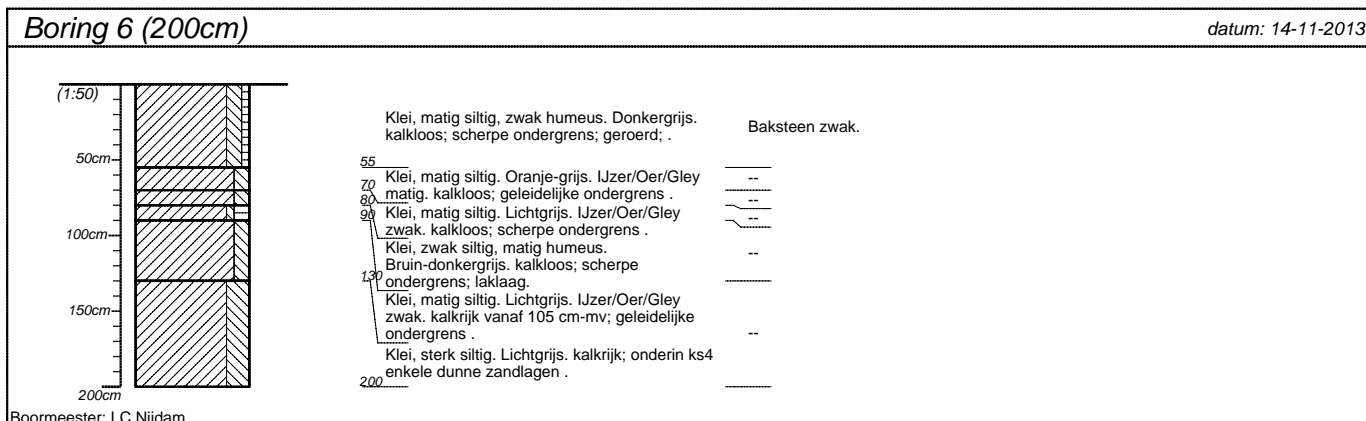 Boring 6 (200cm)
datum: 14-11-2013
(1:50)
50cm
100cm
150cm
200cm
Klei, matig siltig, zwak humeus. Donkergrijs.
kalkloos; scherpe ondergrens; geroerd; .
Baksteen zwak.
55
Klei, matig siltig. Oranje-grijs. IJzer/Oer/Gley
matig. kalkloos; geleidelijke ondergrens .
--
70
Klei, matig siltig. Lichtgrijs. IJzer/Oer/Gley
zwak. kalkloos; scherpe ondergrens .
--
80
Klei, zwak siltig, matig humeus.
Bruin-donkergrijs. kalkloos; scherpe
ondergrens; laklaag.
--
90
Klei, matig siltig. Lichtgrijs. IJzer/Oer/Gley
zwak. kalkrijk vanaf 105 cm-mv; geleidelijke
ondergrens .
--
130
Klei, sterk siltig. Lichtgrijs. kalkrijk; onderin ks4
enkele dunne zandlagen .
--
200
Boormeester: LC Nijdam